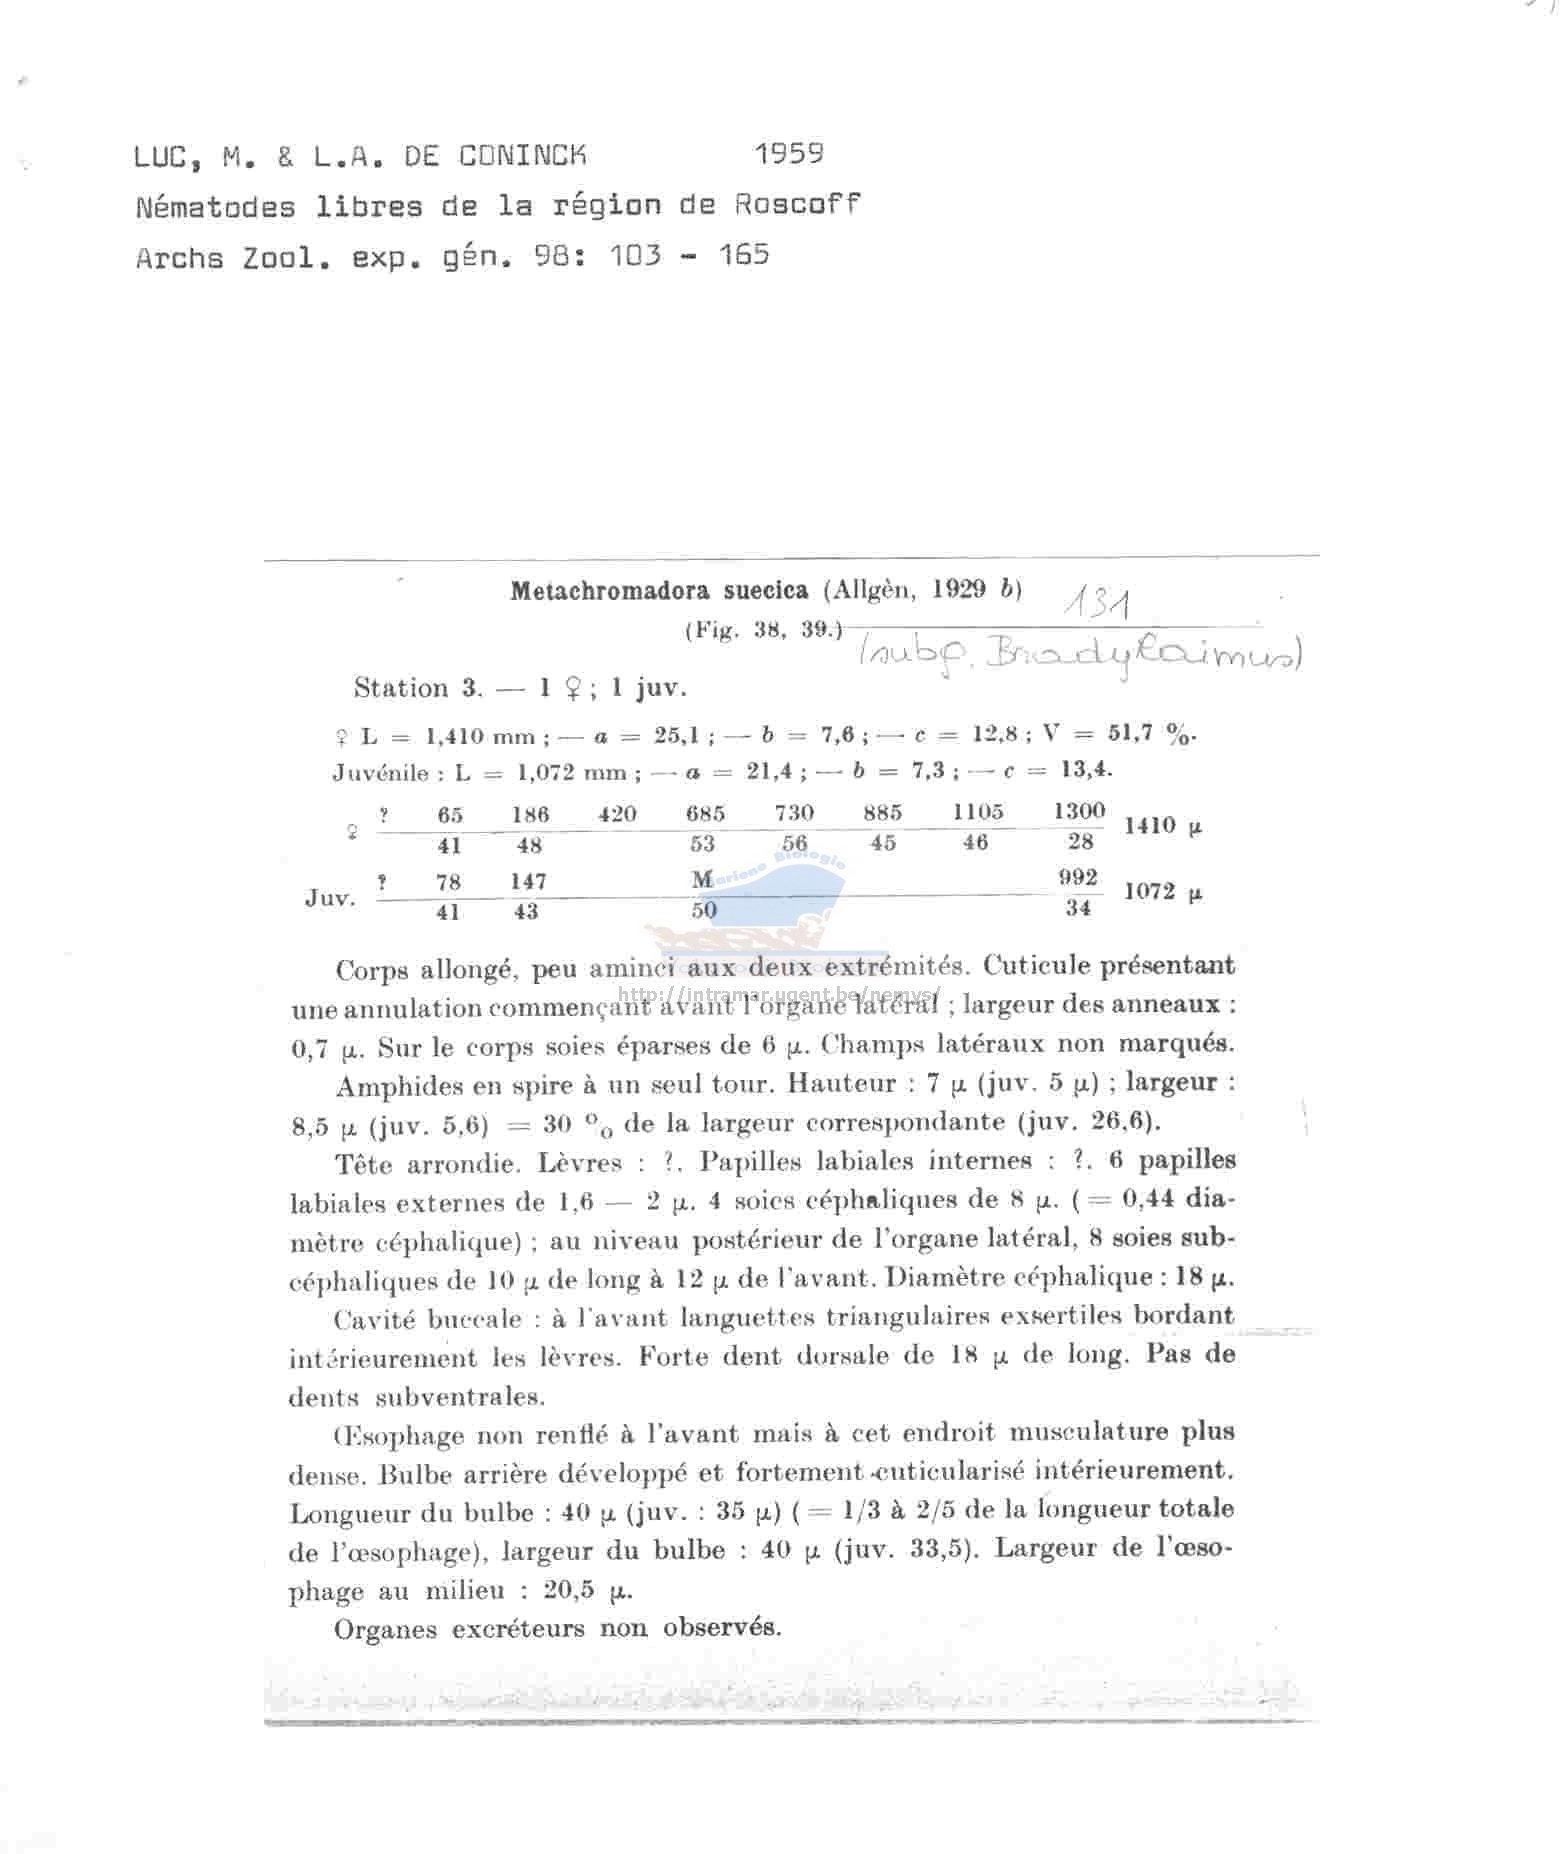 LUC, M. & L.A. DE CONINCK 1959
Nématodes libres de la région de Roscoff
Archs Zool. exp. gén. 98: 103 - 165
Metachromadora suecica (Allgèn, 1929 b)
131
(Fig. 38, 39.)
(subg. Bradylaimus)
Station 3. — 1 ♀ ; 1 juv.
♀ L = 1,410 mm ; — a = 25,1 ; — b = 7,6 ; — c = 12,8 ; V = 51,7 %.
Juvénile : L = 1,072 mm ; — a = 21,4 ; — b = 7,3 ; — c = 13,4.
? 65 186 420 685 730 885 1105 1300
♀ 1410 µ
41 48 53 56 45 46 28
? 78 147 M 992
Juv. 1072 µ
41 43 50 34
Mariene Biologie
Corps allongé, peu aminci aux deux extrémités. Cuticule présentant
http://intramar.ugent.be/nemys/
une annulation commençant avant l'organe latéral ; largeur des anneaux :
0,7 µ. Sur le corps soies éparses de 6 µ. Champs latéraux non marqués.
Amphides en spire à un seul tour. Hauteur : 7 µ (juv. 5 µ) ; largeur :
8,5 µ (juv. 5,6) = 30 % de la largeur correspondante (juv. 26,6).
Tête arrondie. Lèvres : ?. Papilles labiales internes : ?. 6 papilles
labiales externes de 1,6 — 2 µ. 4 soies céphaliques de 8 µ. ( = 0,44 dia-
mètre céphalique) ; au niveau postérieur de l'organe latéral, 8 soies sub-
céphaliques de 10 µ de long à 12 µ de l'avant. Diamètre céphalique : 18 µ.
Cavité buccale : à l'avant languettes triangulaires exsertiles bordant
intérieurement les lèvres. Forte dent dorsale de 18 µ de long. Pas de
dents subventrales.
Œsophage non renflé à l'avant mais à cet endroit musculature plus
dense. Bulbe arrière développé et fortement cuticularisé intérieurement.
Longueur du bulbe : 40 µ (juv. : 35 µ) ( = 1/3 à 2/5 de la longueur totale
de l'œsophage), largeur du bulbe : 40 µ (juv. 33,5). Largeur de l'œso-
phage au milieu : 20,5 µ.
Organes excréteurs non observés.